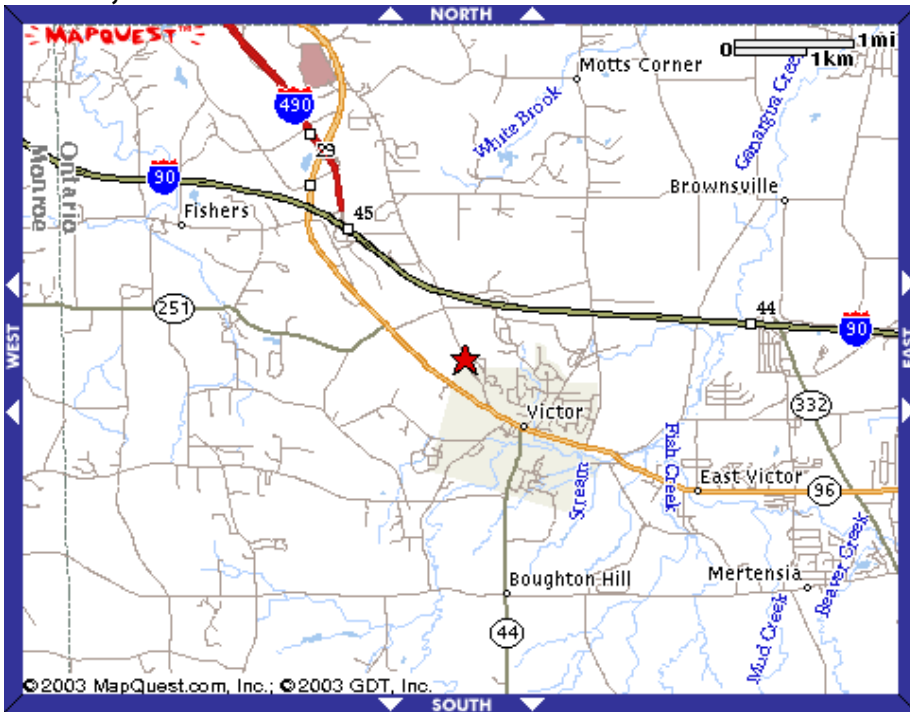 NORTH
MAPQUEST™
0 1mi
1km
Motts Corner
490
White Brook
Ganargua Creek
29
Ontario
Monroe
90
Brownsville
Fishers
45
251
44
90
WEST
EAST
332
Victor
Fish Creek
East Victor
96
Stream
Boughton Hill
Mertensia
Beaver Creek
Mud Creek
44
©2003 MapQuest.com, Inc.; ©2003 GDT, Inc.
SOUTH